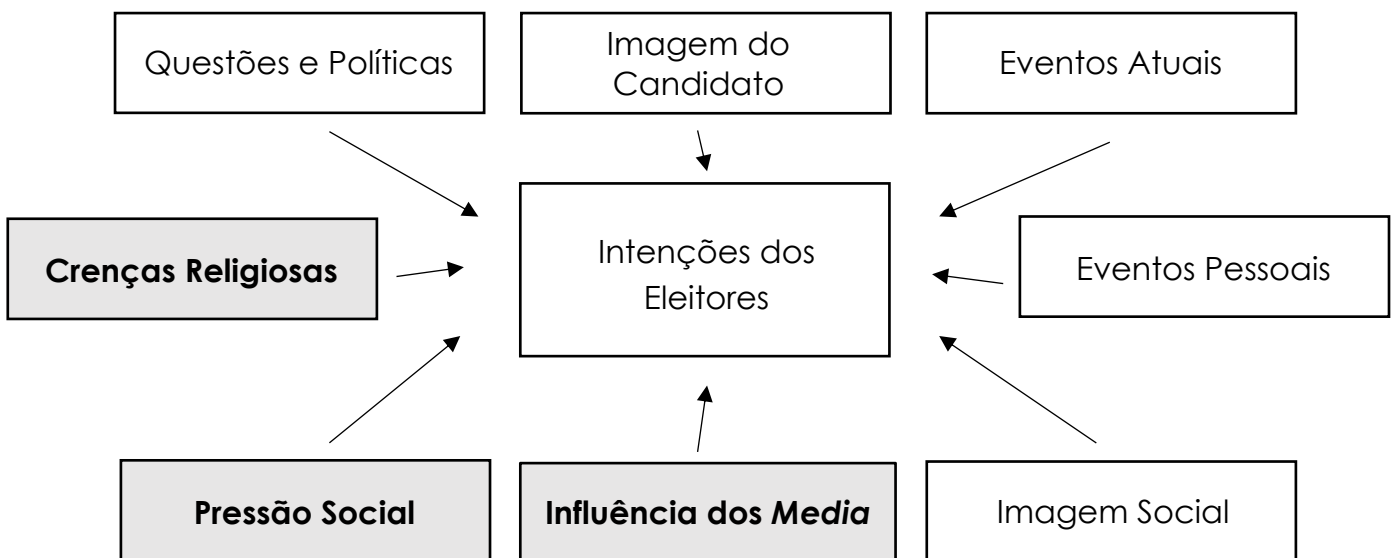 Questões e Políticas
Imagem do
Candidato
Eventos Atuais
Crenças Religiosas
Intenções dos
Eleitores
Eventos Pessoais
Pressão Social
Influência dos Media
Imagem Social